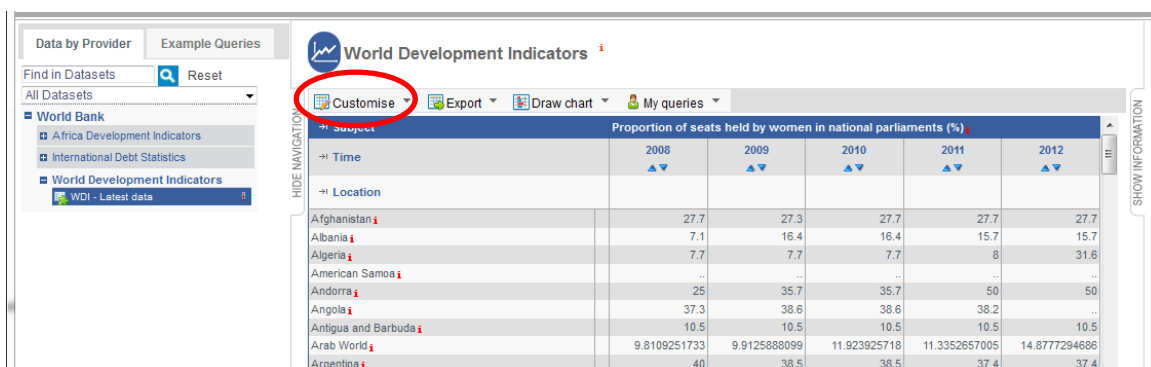 Data by Provider Example Queries
Find in Datasets Reset
All Datasets
World Bank
Africa Development Indicators
International Debt Statistics
World Development Indicators
WDI - Latest data i
HIDE NAVIGATION
World Development Indicators i
Customise Export Draw chart My queries
Subject Proportion of seats held by women in national parliaments (%) i
Time 2008 2009 2010 2011 2012
Location
Afghanistan i 27.7 27.3 27.7 27.7 27.7
Albania i 7.1 16.4 16.4 15.7 15.7
Algeria i 7.7 7.7 7.7 8 31.6
American Samoa i .. .. .. .. ..
Andorra i 25 35.7 35.7 50 50
Angola i 37.3 38.6 38.6 38.2 ..
Antigua and Barbuda i 10.5 10.5 10.5 10.5 10.5
Arab World i 9.8109251733 9.9125888099 11.923925718 11.3352657005 14.8777294686
Argentina i 40 38.5 38.5 37.4 37.4
SHOW INFORMATION